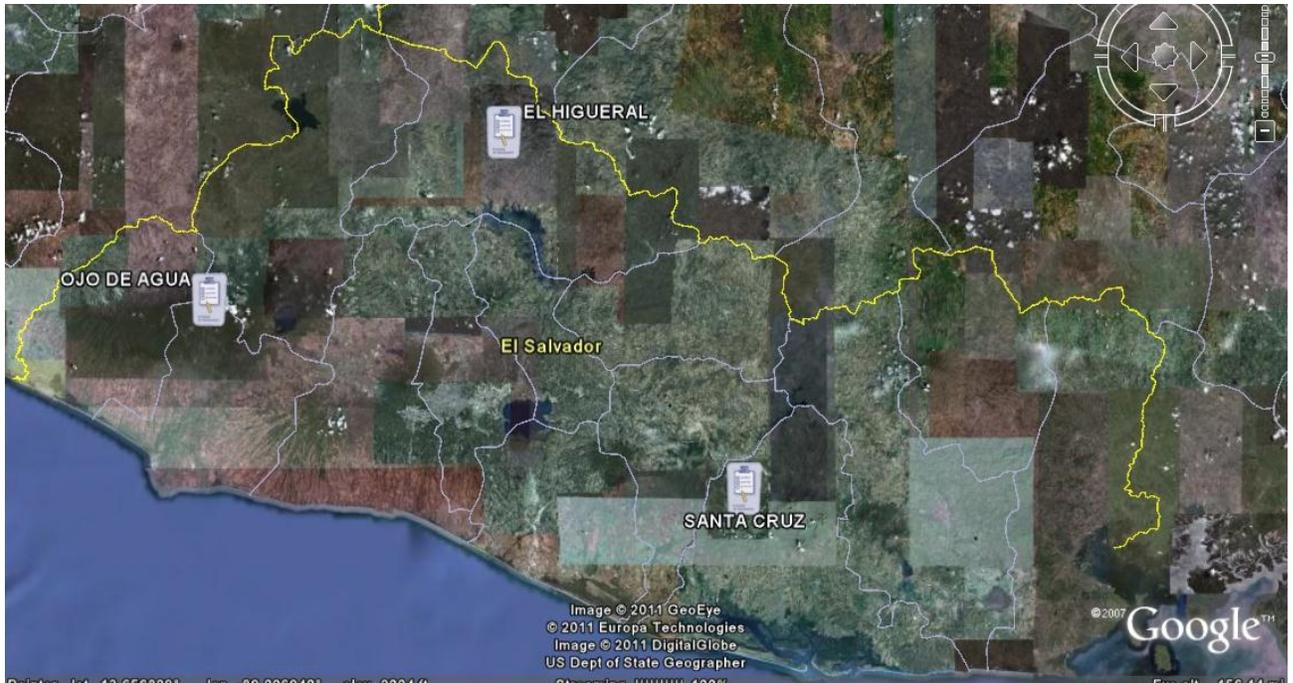 EL HIGUERAL
OJO DE AGUA
El Salvador
SANTA CRUZ
Image © 2011 GeoEye
© 2011 Europa Technologies
Image © 2011 DigitalGlobe
US Dept of State Geographer
©2007 Google™